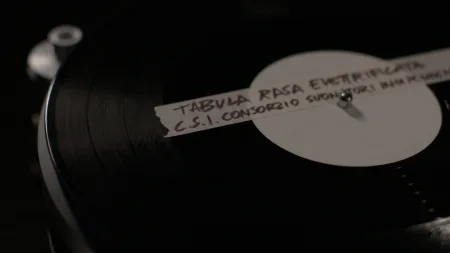 TABULA RASA ELETTRIFICATA
C.S.I. CONSORZIO SUONATORI